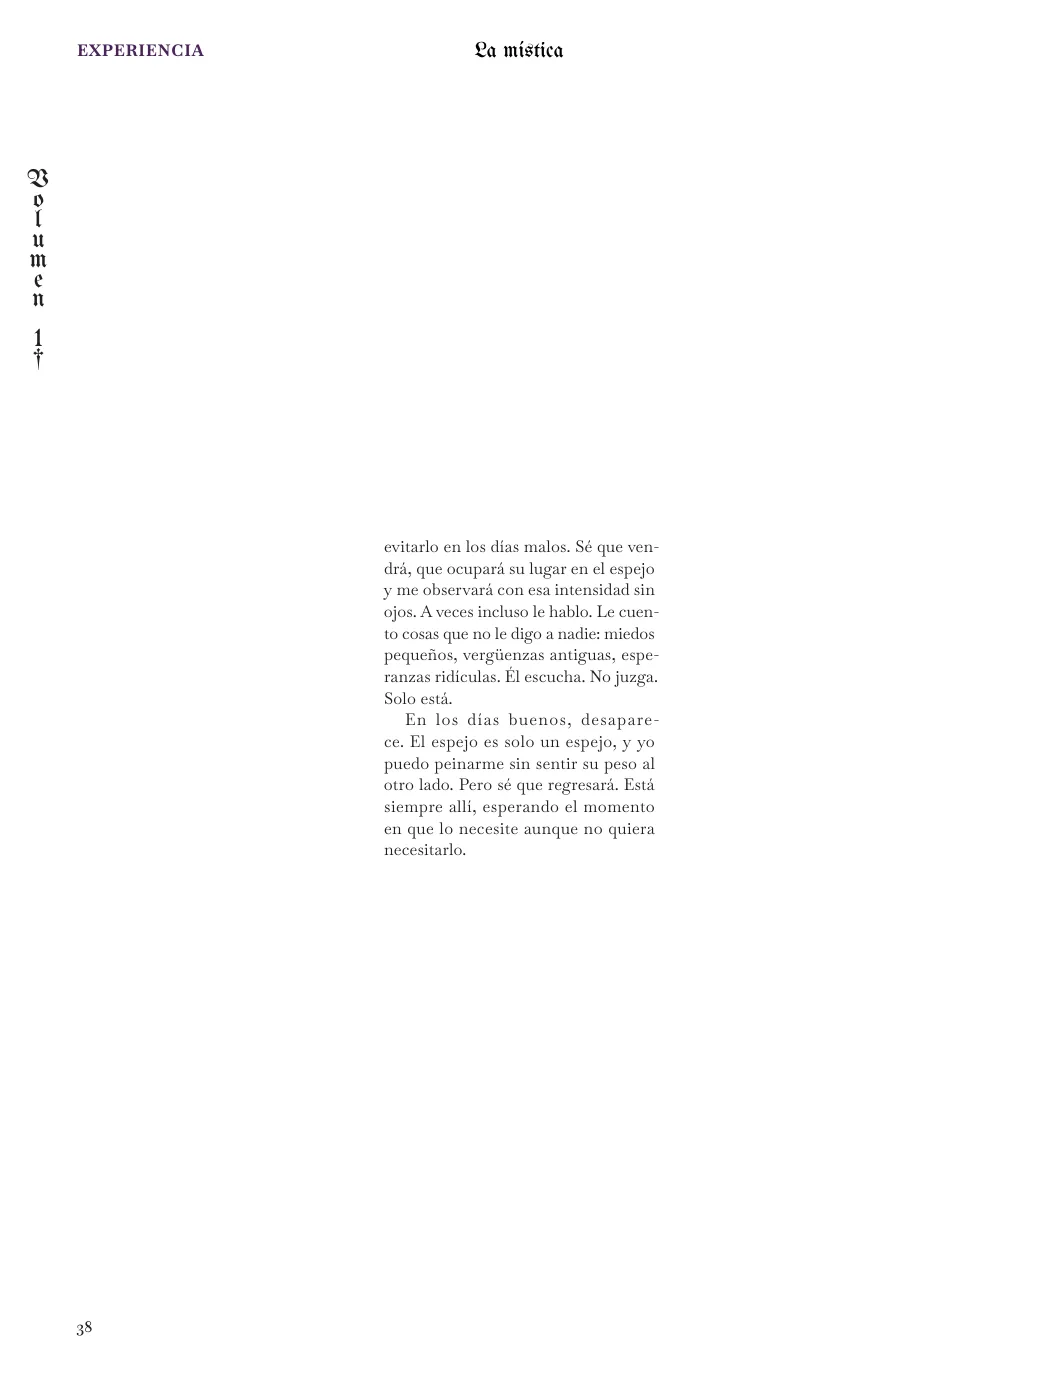 EXPERIENCIA
La mística
Volumen 1†
evitarlo en los días malos. Sé que ven-
drá, que ocupará su lugar en el espejo
y me observará con esa intensidad sin
ojos. A veces incluso le hablo. Le cuen-
to cosas que no le digo a nadie: miedos
pequeños, vergüenzas antiguas, espe-
ranzas ridículas. Él escucha. No juzga.
Solo está.
En los días buenos, desapare-
ce. El espejo es solo un espejo, y yo
puedo peinarme sin sentir su peso al
otro lado. Pero sé que regresará. Está
siempre allí, esperando el momento
en que lo necesite aunque no quiera
necesitarlo.
38